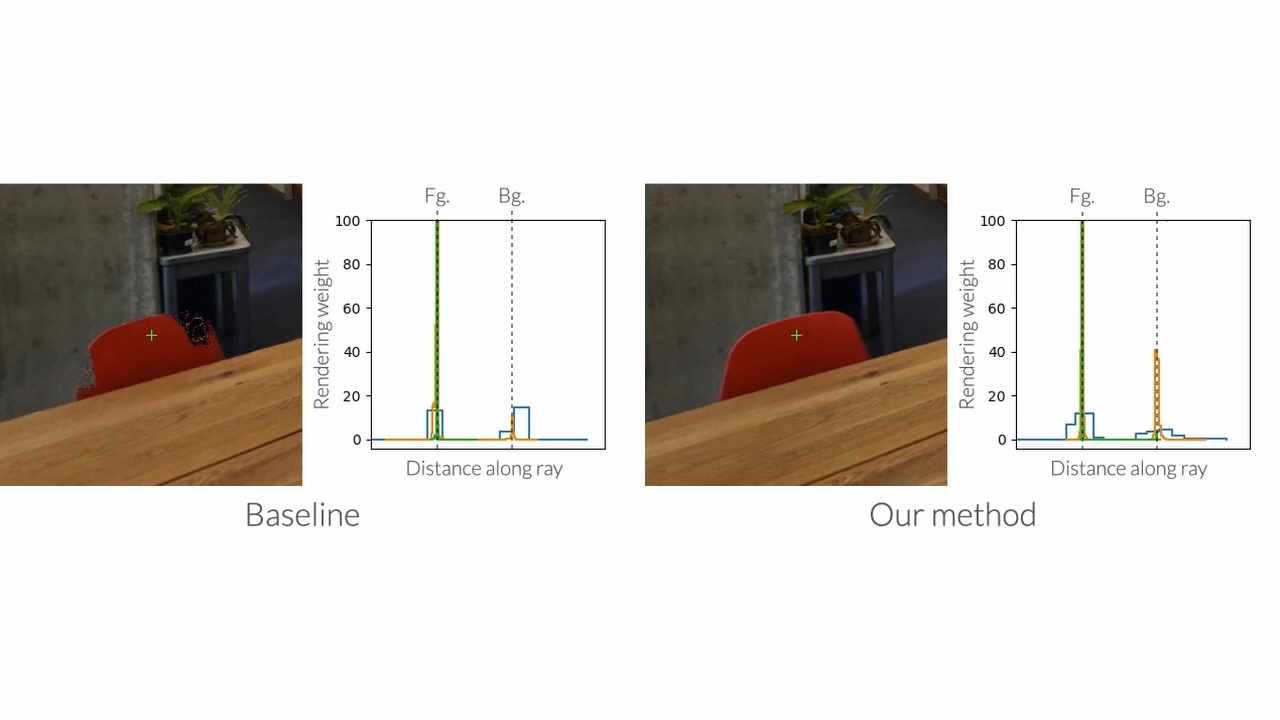 Fg. Bg.
100
80
60
40
20
0
Rendering weight
Distance along ray
Baseline
Fg. Bg.
100
80
60
40
20
0
Rendering weight
Distance along ray
Our method